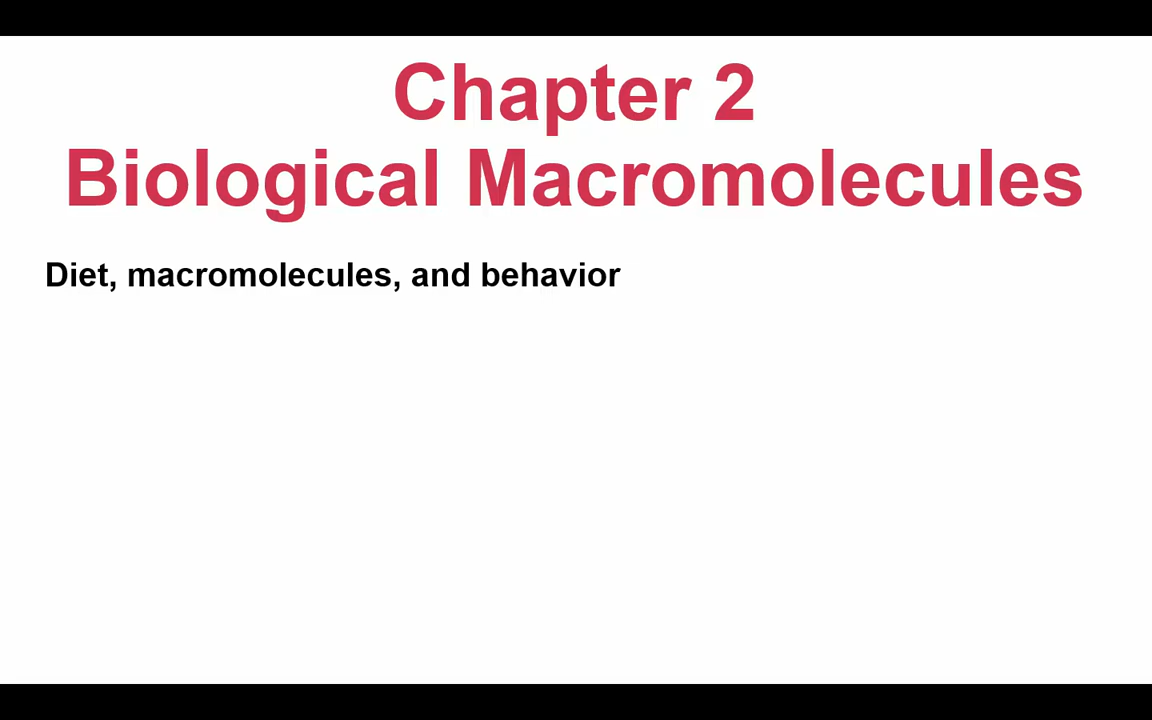 Chapter 2
Biological Macromolecules
Diet, macromolecules, and behavior